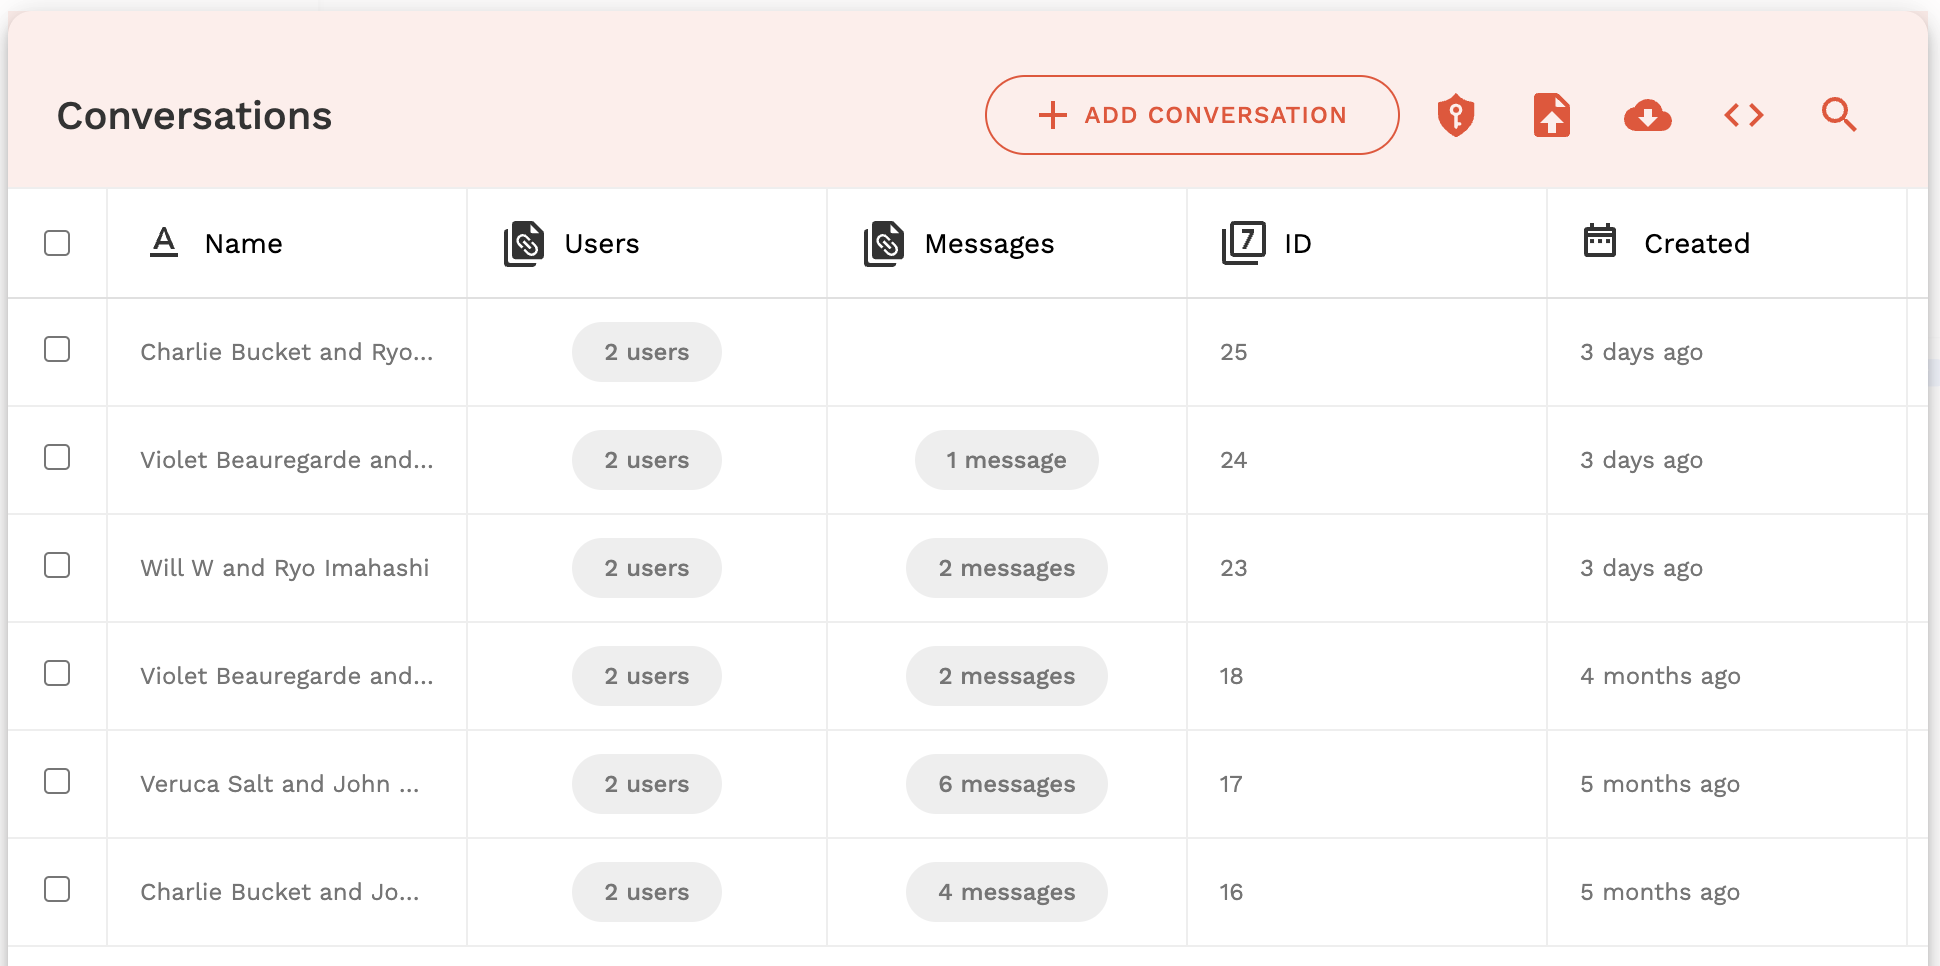 Conversations
ADD CONVERSATION
Name Users Messages 7 ID Created
Charlie Bucket and Ryo... 2 users 25 3 days ago
Violet Beauregarde and... 2 users 1 message 24 3 days ago
Will W and Ryo Imahashi 2 users 2 messages 23 3 days ago
Violet Beauregarde and... 2 users 2 messages 18 4 months ago
Veruca Salt and John ... 2 users 6 messages 17 5 months ago
Charlie Bucket and Jo... 2 users 4 messages 16 5 months ago